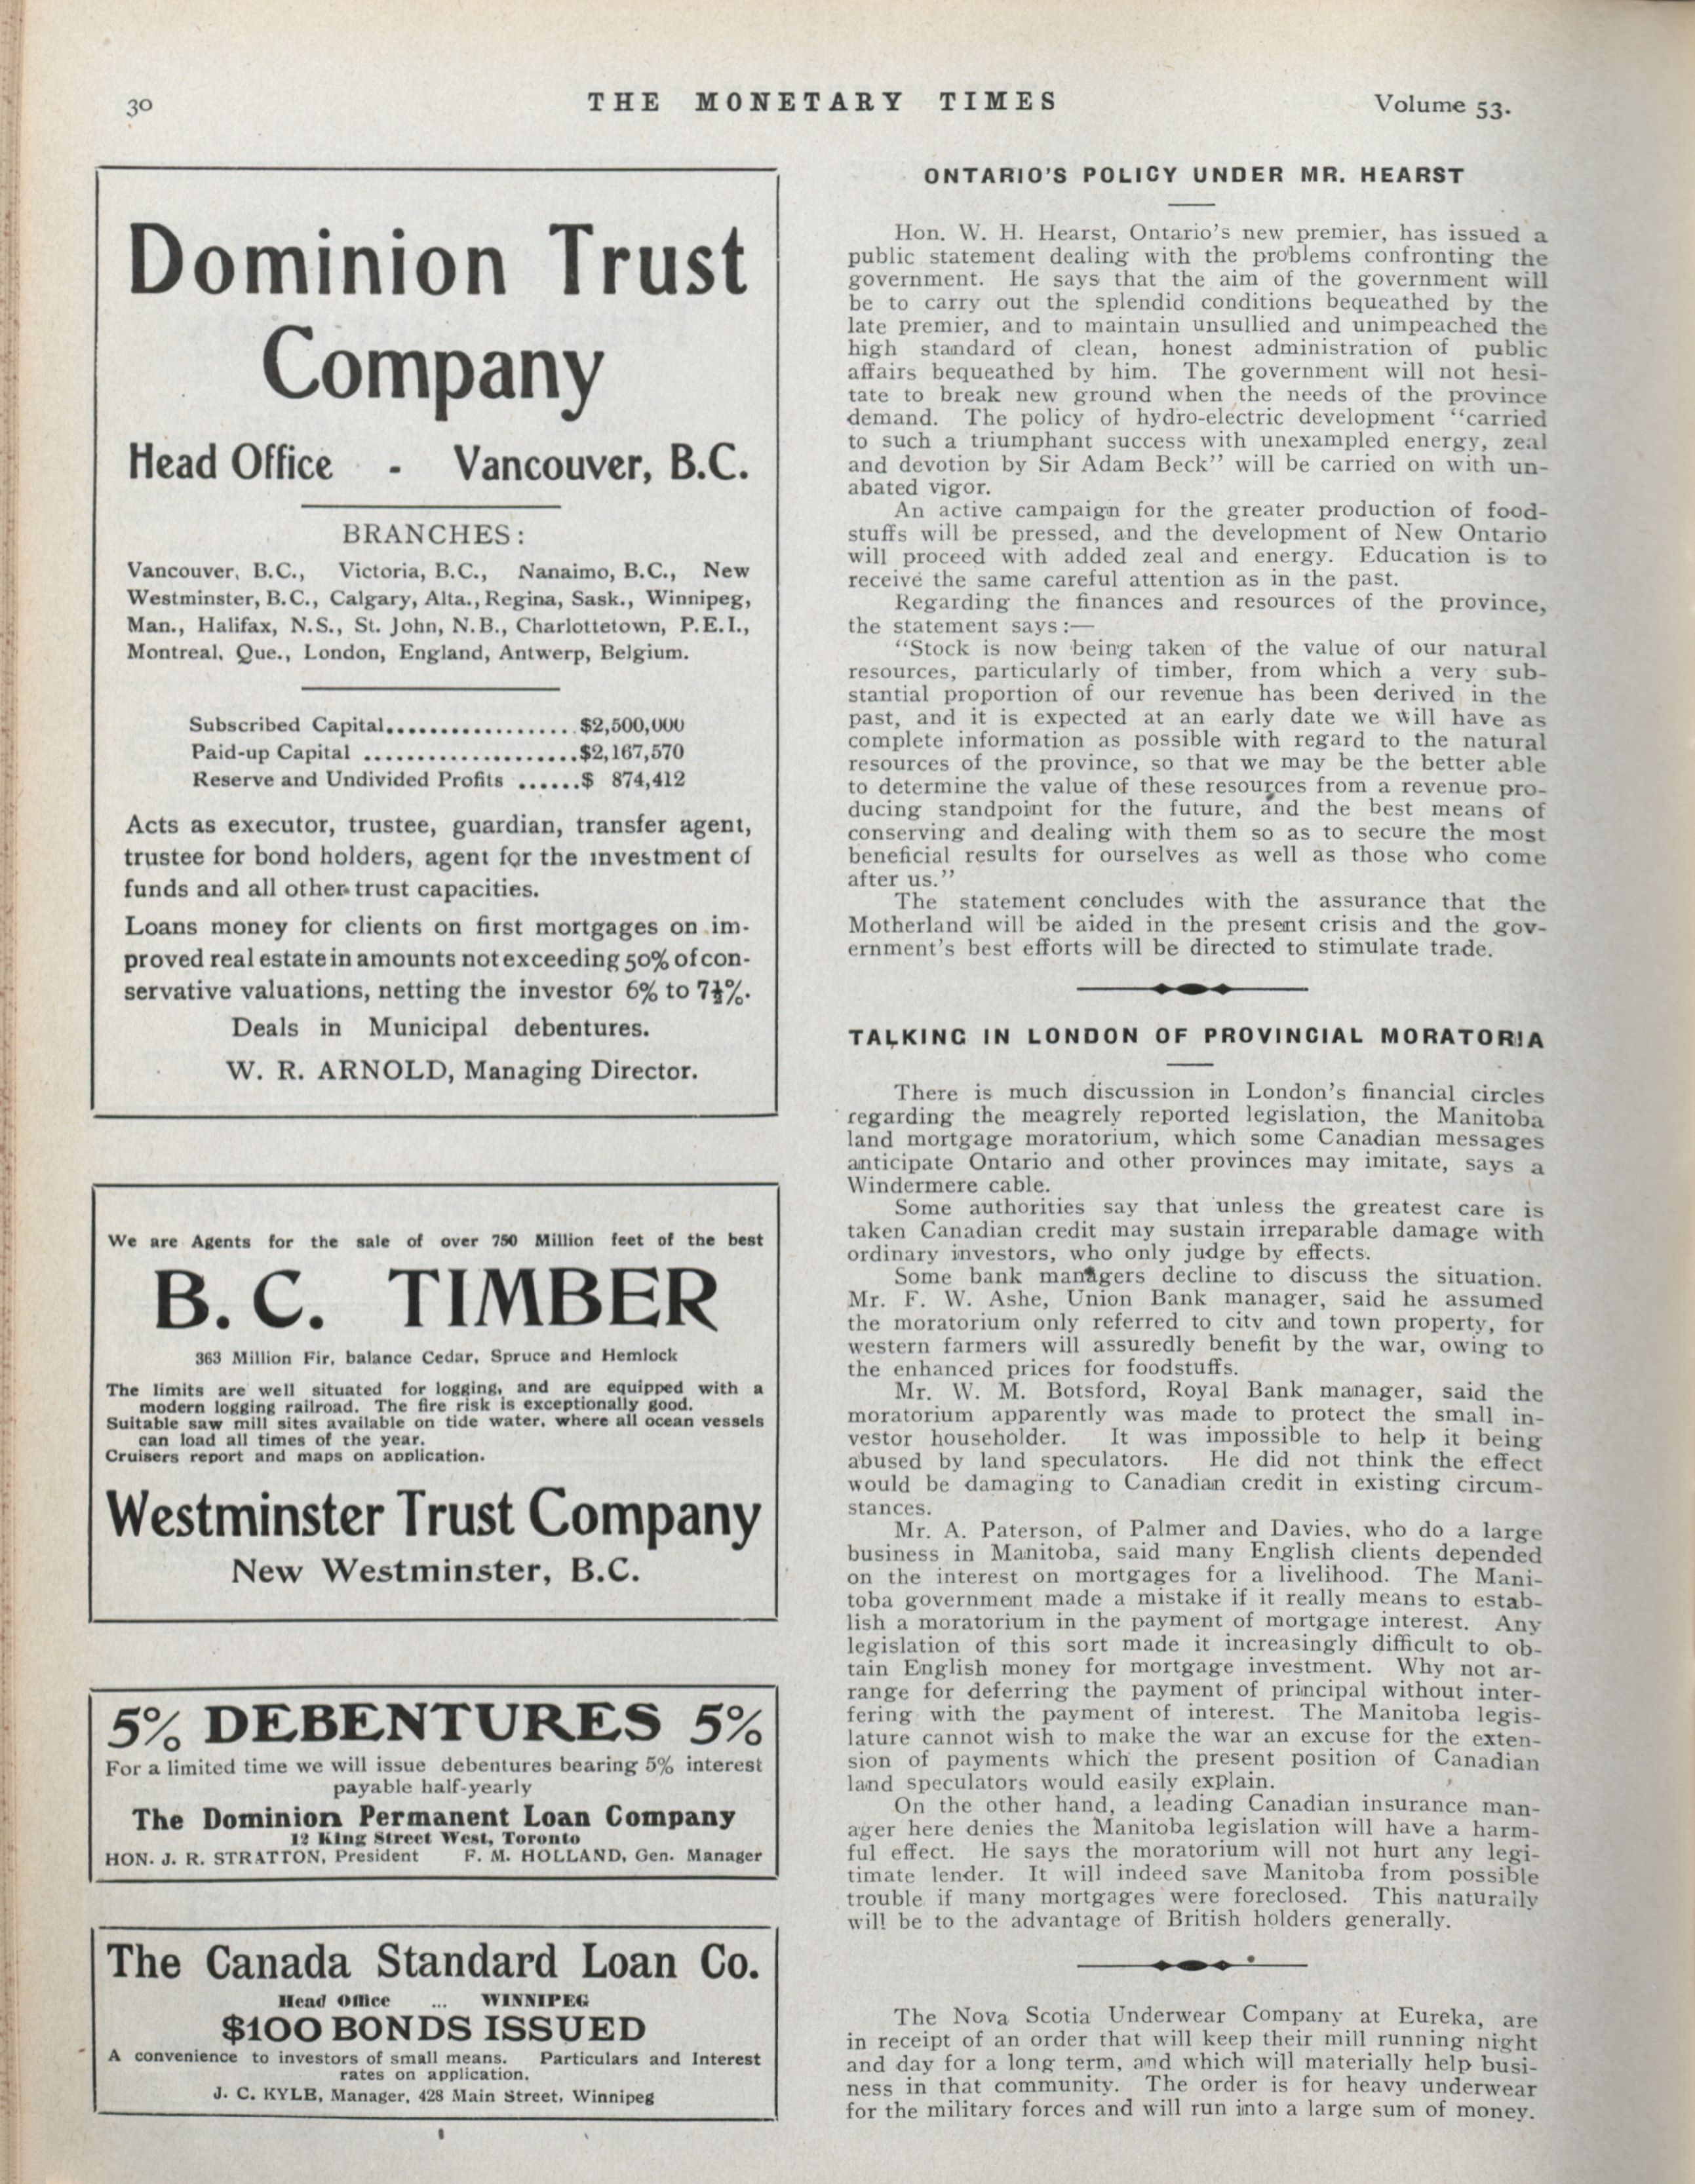 30
THE MONETARY TIMES
Volume 53.
Dominion Trust
Company
Head Office - Vancouver, B.C.
BRANCHES:
Vancouver, B.C., Victoria, B.C., Nanaimo, B.C., New
Westminster, B.C., Calgary, Alta., Regina, Sask., Winnipeg,
Man., Halifax, N.S., St. John, N.B., Charlottetown, P.E.I.,
Montreal, Que., London, England, Antwerp, Belgium.
Subscribed Capital...................$2,500,000
Paid-up Capital .....................$2,167,570
Reserve and Undivided Profits ......$ 874,412
Acts as executor, trustee, guardian, transfer agent,
trustee for bond holders, agent for the investment of
funds and all other trust capacities.
Loans money for clients on first mortgages on im-
proved real estate in amounts not exceeding 50% of con-
servative valuations, netting the investor 6% to 7½%.
Deals in Municipal debentures.
W. R. ARNOLD, Managing Director.
We are Agents for the sale of over 750 Million feet of the best
B. C. TIMBER
363 Million Fir, balance Cedar, Spruce and Hemlock
The limits are well situated for logging, and are equipped with a
modern logging railroad. The fire risk is exceptionally good.
Suitable saw mill sites available on tide water, where all ocean vessels
can load all times of the year.
Cruisers report and maps on application.
Westminster Trust Company
New Westminster, B.C.
5% DEBENTURES 5%
For a limited time we will issue debentures bearing 5% interest
payable half-yearly
The Dominion Permanent Loan Company
12 King Street West, Toronto
HON. J. R. STRATTON, President F. M. HOLLAND, Gen. Manager
The Canada Standard Loan Co.
Head Office ... WINNIPEG
$100 BONDS ISSUED
A convenience to investors of small means. Particulars and Interest
rates on application.
J. C. KYLE, Manager, 428 Main Street, Winnipeg
ONTARIO'S POLICY UNDER MR. HEARST
Hon. W. H. Hearst, Ontario's new premier, has issued a
public statement dealing with the problems confronting the
government. He says that the aim of the government will
be to carry out the splendid conditions bequeathed by the
late premier, and to maintain unsullied and unimpeached the
high standard of clean, honest administration of public
affairs bequeathed by him. The government will not hesi-
tate to break new ground when the needs of the province
demand. The policy of hydro-electric development "carried
to such a triumphant success with unexampled energy, zeal
and devotion by Sir Adam Beck" will be carried on with un-
abated vigor.
An active campaign for the greater production of food-
stuffs will be pressed, and the development of New Ontario
will proceed with added zeal and energy. Education is to
receive the same careful attention as in the past.
Regarding the finances and resources of the province,
the statement says:—
"Stock is now being taken of the value of our natural
resources, particularly of timber, from which a very sub-
stantial proportion of our revenue has been derived in the
past, and it is expected at an early date we will have as
complete information as possible with regard to the natural
resources of the province, so that we may be the better able
to determine the value of these resources from a revenue pro-
ducing standpoint for the future, and the best means of
conserving and dealing with them so as to secure the most
beneficial results for ourselves as well as those who come
after us."
The statement concludes with the assurance that the
Motherland will be aided in the present crisis and the gov-
ernment's best efforts will be directed to stimulate trade.
TALKING IN LONDON OF PROVINCIAL MORATORIA
There is much discussion in London's financial circles
regarding the meagrely reported legislation, the Manitoba
land mortgage moratorium, which some Canadian messages
anticipate Ontario and other provinces may imitate, says a
Windermere cable.
Some authorities say that unless the greatest care is
taken Canadian credit may sustain irreparable damage with
ordinary investors, who only judge by effects.
Some bank managers decline to discuss the situation.
Mr. F. W. Ashe, Union Bank manager, said he assumed
the moratorium only referred to city and town property, for
western farmers will assuredly benefit by the war, owing to
the enhanced prices for foodstuffs.
Mr. W. M. Botsford, Royal Bank manager, said the
moratorium apparently was made to protect the small in-
vestor householder. It was impossible to help it being
abused by land speculators. He did not think the effect
would be damaging to Canadian credit in existing circum-
stances.
Mr. A. Paterson, of Palmer and Davies, who do a large
business in Manitoba, said many English clients depended
on the interest on mortgages for a livelihood. The Mani-
toba government made a mistake if it really means to estab-
lish a moratorium in the payment of mortgage interest. Any
legislation of this sort made it increasingly difficult to ob-
tain English money for mortgage investment. Why not ar-
range for deferring the payment of principal without inter-
fering with the payment of interest. The Manitoba legis-
lature cannot wish to make the war an excuse for the exten-
sion of payments which the present position of Canadian
land speculators would easily explain.
On the other hand, a leading Canadian insurance man-
ager here denies the Manitoba legislation will have a harm-
ful effect. He says the moratorium will not hurt any legi-
timate lender. It will indeed save Manitoba from possible
trouble if many mortgages were foreclosed. This naturally
will be to the advantage of British holders generally.
The Nova Scotia Underwear Company at Eureka, are
in receipt of an order that will keep their mill running night
and day for a long term, and which will materially help busi-
ness in that community. The order is for heavy underwear
for the military forces and will run into a large sum of money.